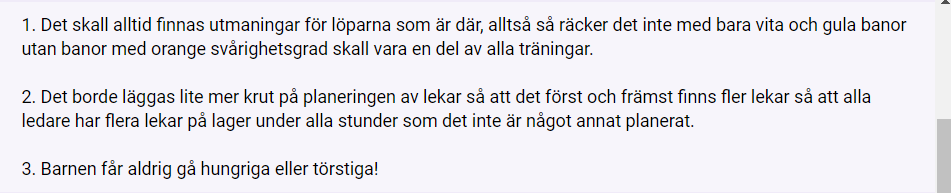 1. Det skall alltid finnas utmaningar för löparna som är där, alltså så räcker det inte med bara vita och gula banor
utan banor med orange svårighetsgrad skall vara en del av alla träningar.
2. Det borde läggas lite mer krut på planeringen av lekar så att det först och främst finns fler lekar så att alla
ledare har flera lekar på lager under alla stunder som det inte är något annat planerat.
3. Barnen får aldrig gå hungriga eller törstiga!